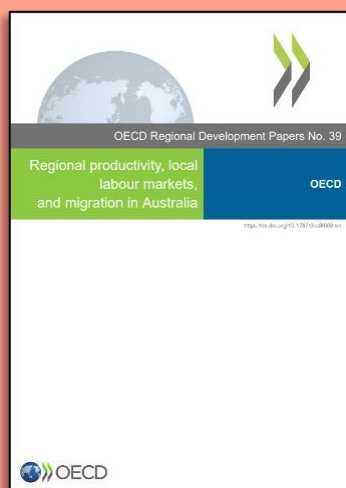 OECD Regional Development Papers No. 39
Regional productivity, local
labour markets,
and migration in Australia
OECD
OECD